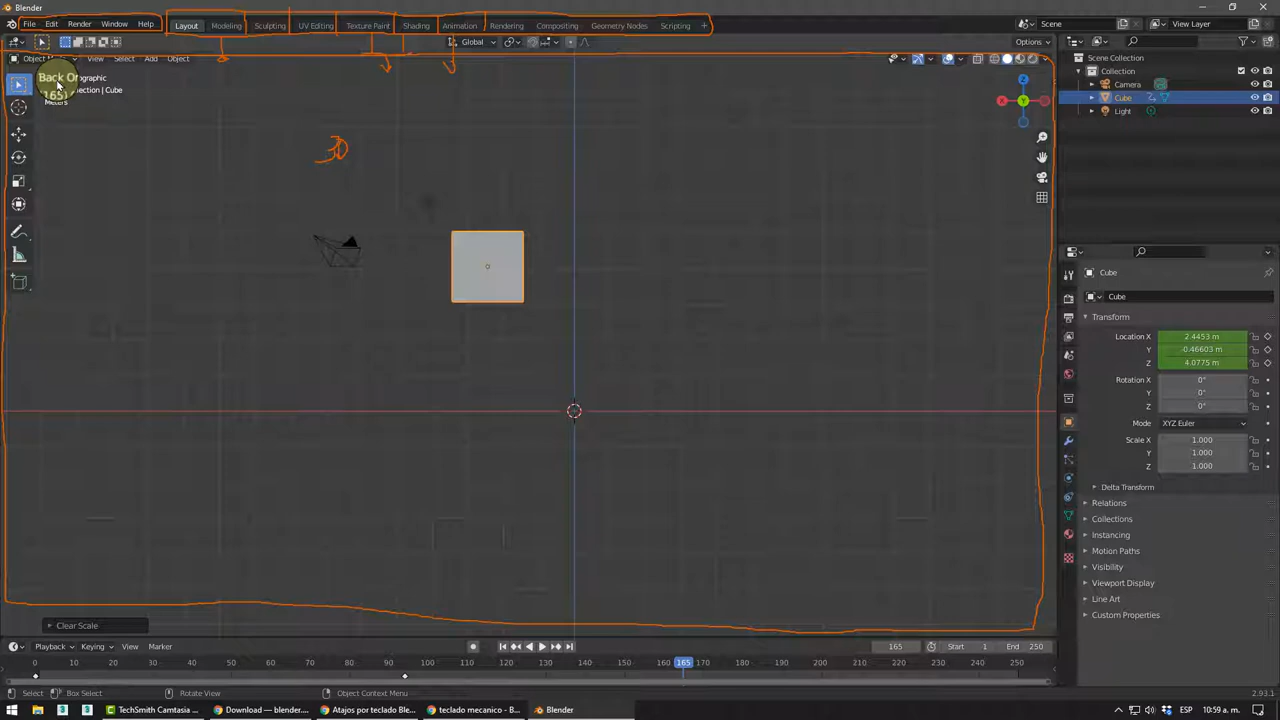 Blender
File Edit Render Window Help Layout Modeling Sculpting UV Editing Texture Paint Shading Animation Rendering Compositing Geometry Nodes Scripting + Scene View Layer
Global Options
Object View Select Add Object
Scene Collection
Collection
Camera
Cube
Light
Back Orthographic
(165) Collection | Cube
Meters
X Y Z
3D
Cube
Cube
Transform
Location X 2.4453 m
Y -0.46603 m
Z 4.0775 m
Rotation X 0°
Y 0°
Z 0°
Mode XYZ Euler
Scale X 1.000
Y 1.000
Z 1.000
Delta Transform
Relations
Collections
Instancing
Motion Paths
Visibility
Viewport Display
Line Art
Custom Properties
Clear Scale
Playback Keying View Marker 165 Start 1 End 250
0 10 20 30 40 50 60 70 80 90 100 110 120 130 140 150 165 170 180 190 200 210 220 230 240 250
Select Box Select Rotate View Object Context Menu 2.93.1
TechSmith Camtasia ... Download — blender.... Atajos por teclado Ble... teclado mecanico - B... Blender ESP 10:59 a. m.